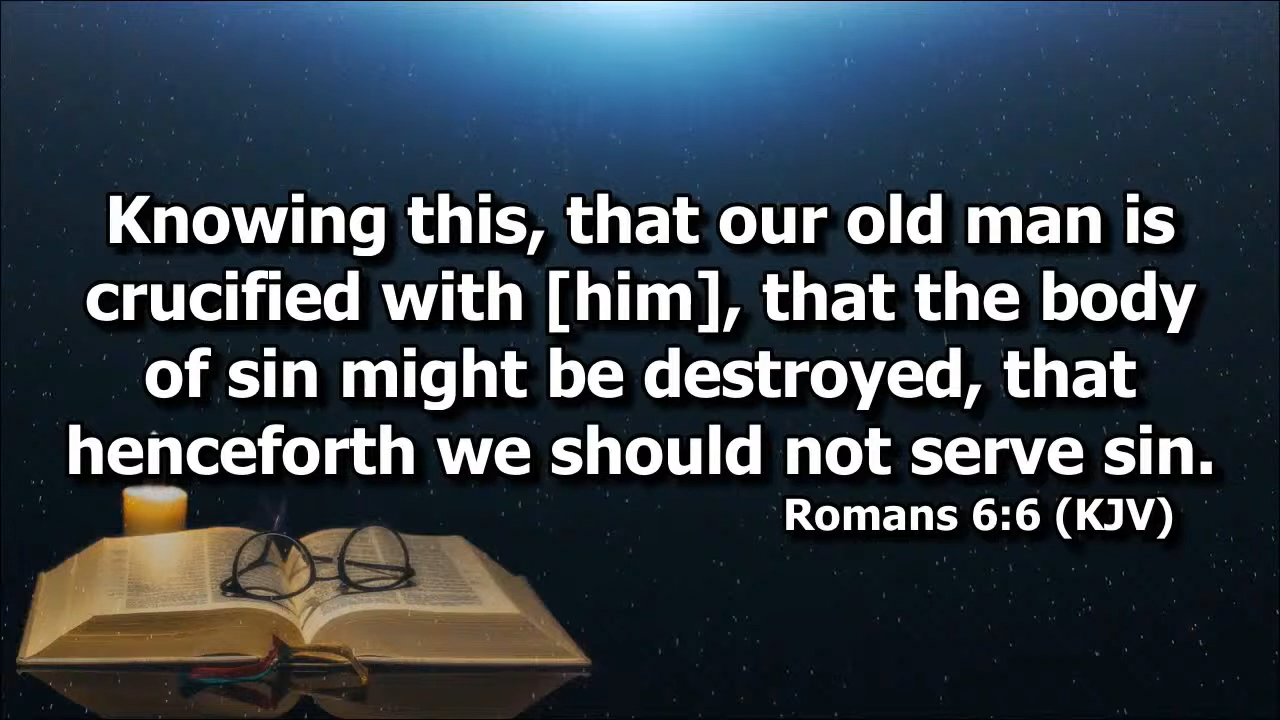 Knowing this, that our old man is
crucified with [him], that the body
of sin might be destroyed, that
henceforth we should not serve sin.
Romans 6:6 (KJV)